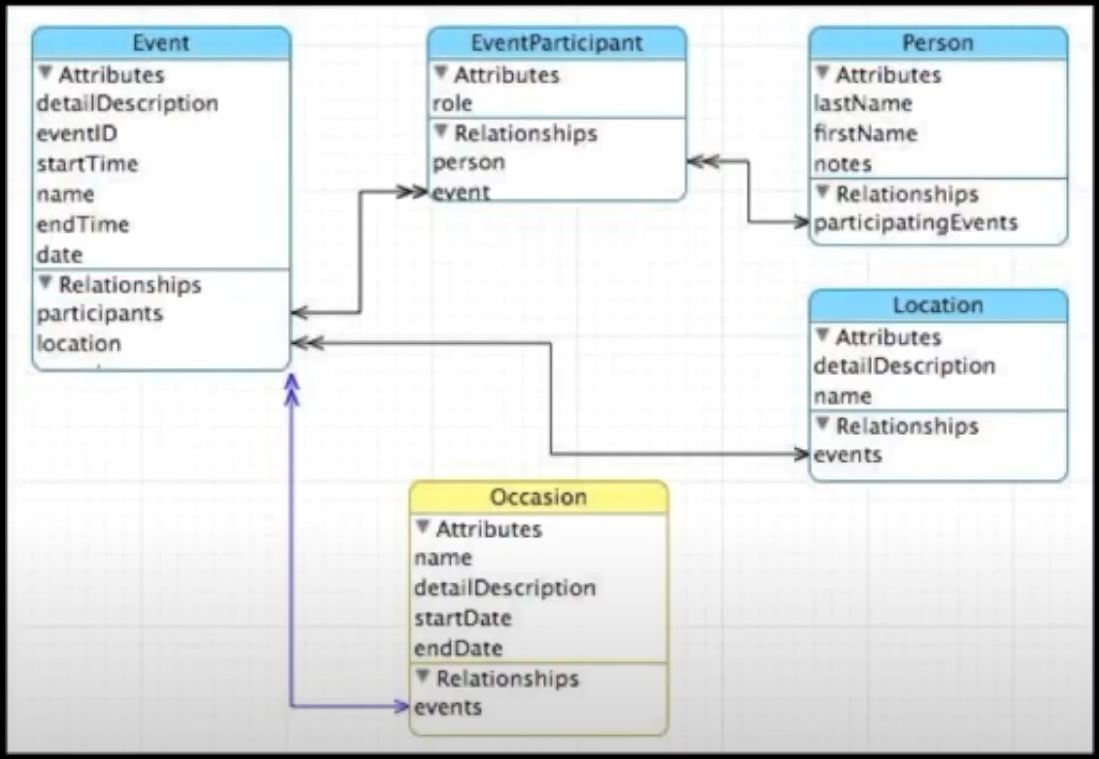 Event
Attributes
detailDescription
eventID
startTime
name
endTime
date
Relationships
participants
location
EventParticipant
Attributes
role
Relationships
person
event
Person
Attributes
lastName
firstName
notes
Relationships
participatingEvents
Location
Attributes
detailDescription
name
Relationships
events
Occasion
Attributes
name
detailDescription
startDate
endDate
Relationships
events